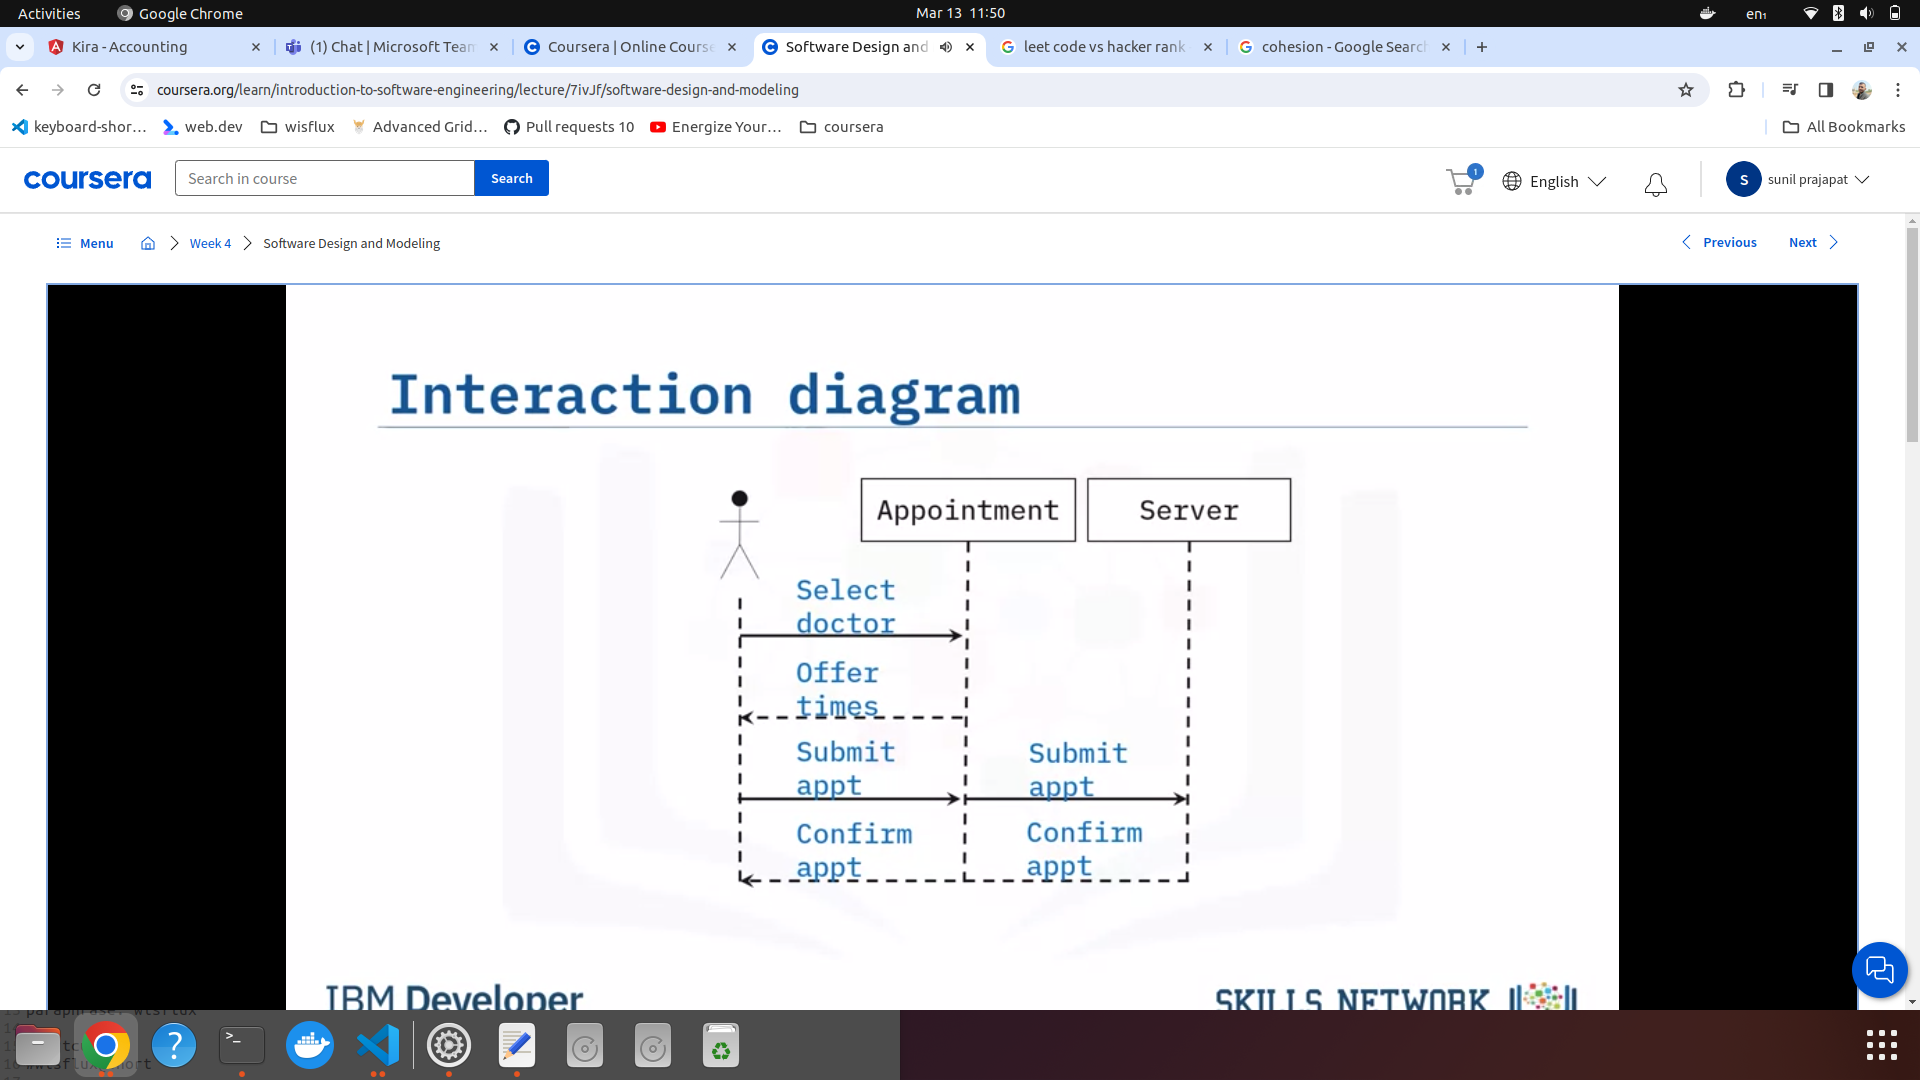 Activities
Google Chrome
Mar 13 11:50
en₁
Kira - Accounting
(1) Chat | Microsoft Team
Coursera | Online Course
Software Design and
leet code vs hacker rank
cohesion - Google Search
coursera.org/learn/introduction-to-software-engineering/lecture/7ivJf/software-design-and-modeling
keyboard-shor...
web.dev
wisflux
Advanced Grid...
Pull requests 10
Energize Your...
coursera
All Bookmarks
coursera
Search in course
Search
1
English
S
sunil prajapat
Menu
Week 4
Software Design and Modeling
Previous
Next
Interaction diagram
Appointment
Server
Select
doctor
Offer
times
Submit
appt
Submit
appt
Confirm
appt
Confirm
appt
IBM Developer
SKILLS NETWORK